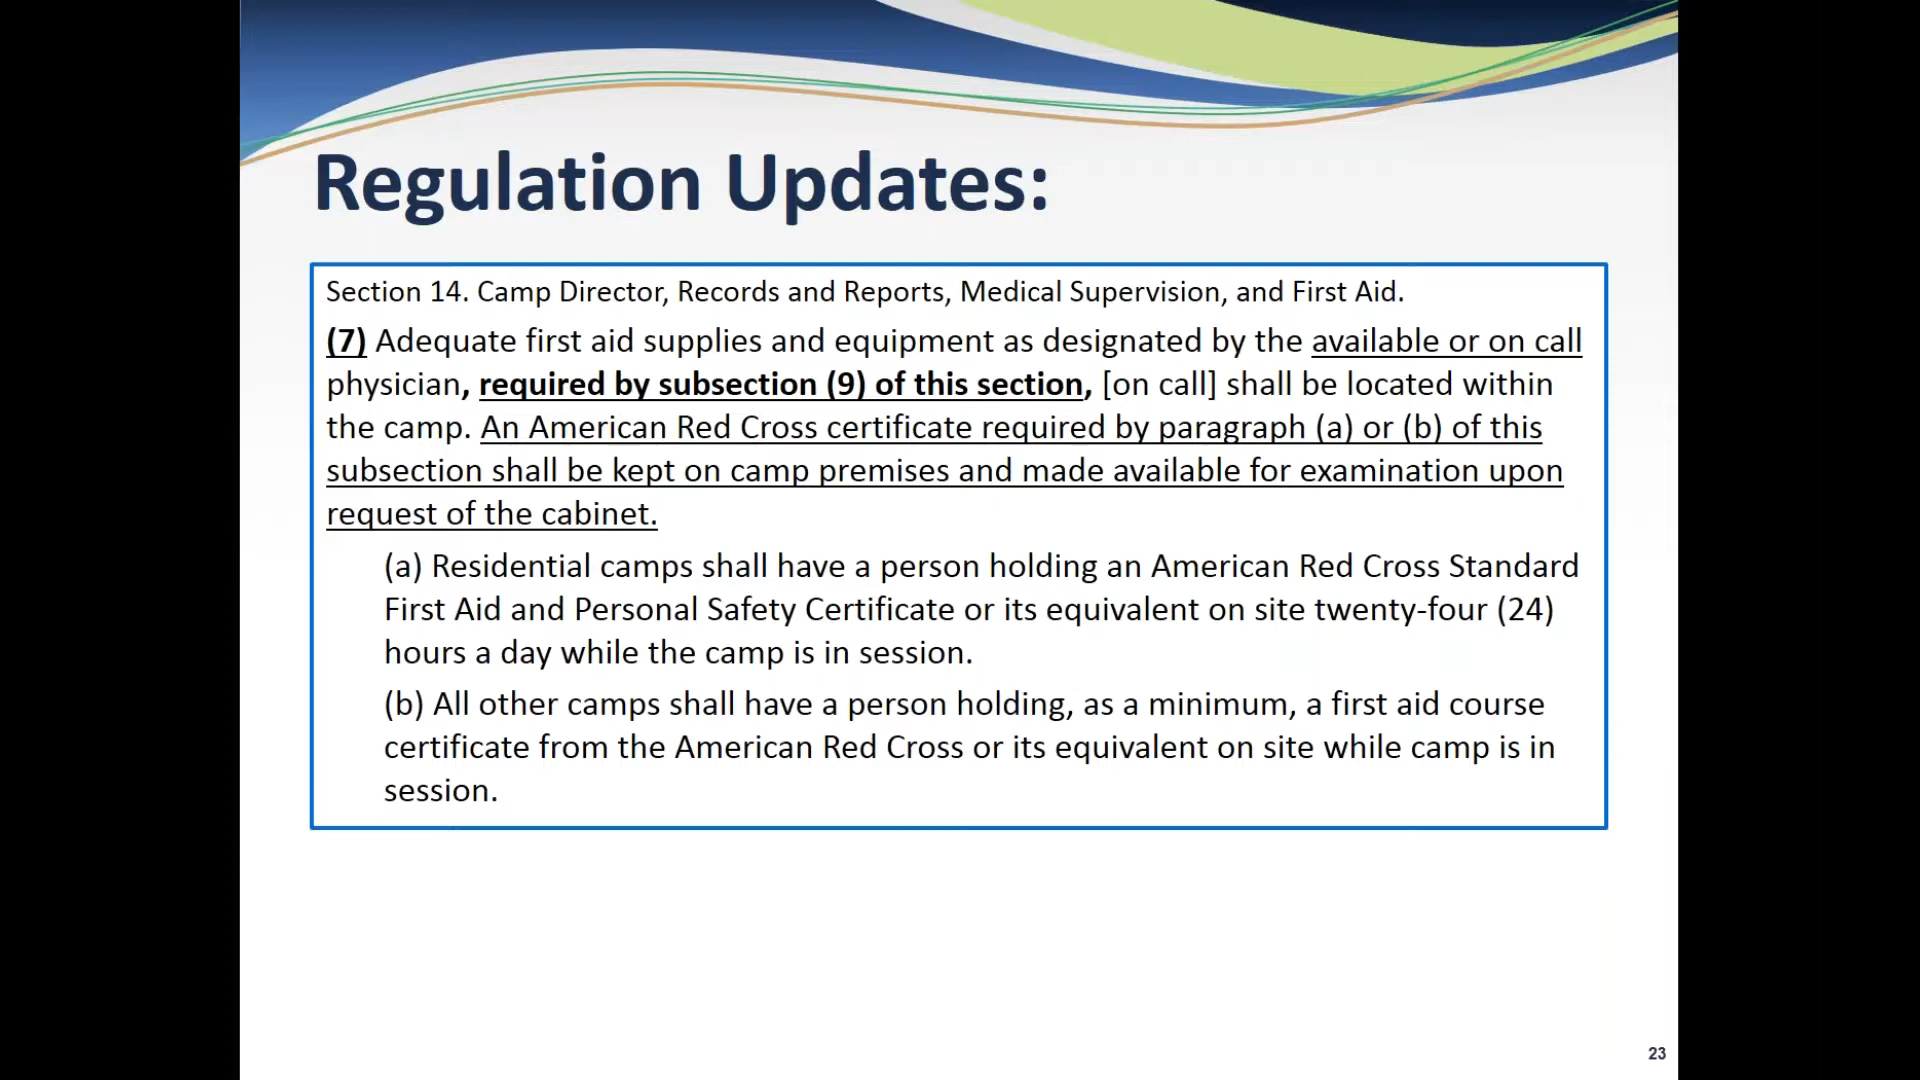 Regulation Updates:
Section 14. Camp Director, Records and Reports, Medical Supervision, and First Aid.
(7) Adequate first aid supplies and equipment as designated by the available or on call
physician, required by subsection (9) of this section, [on call] shall be located within
the camp. An American Red Cross certificate required by paragraph (a) or (b) of this
subsection shall be kept on camp premises and made available for examination upon
request of the cabinet.
(a) Residential camps shall have a person holding an American Red Cross Standard
First Aid and Personal Safety Certificate or its equivalent on site twenty-four (24)
hours a day while the camp is in session.
(b) All other camps shall have a person holding, as a minimum, a first aid course
certificate from the American Red Cross or its equivalent on site while camp is in
session.
23